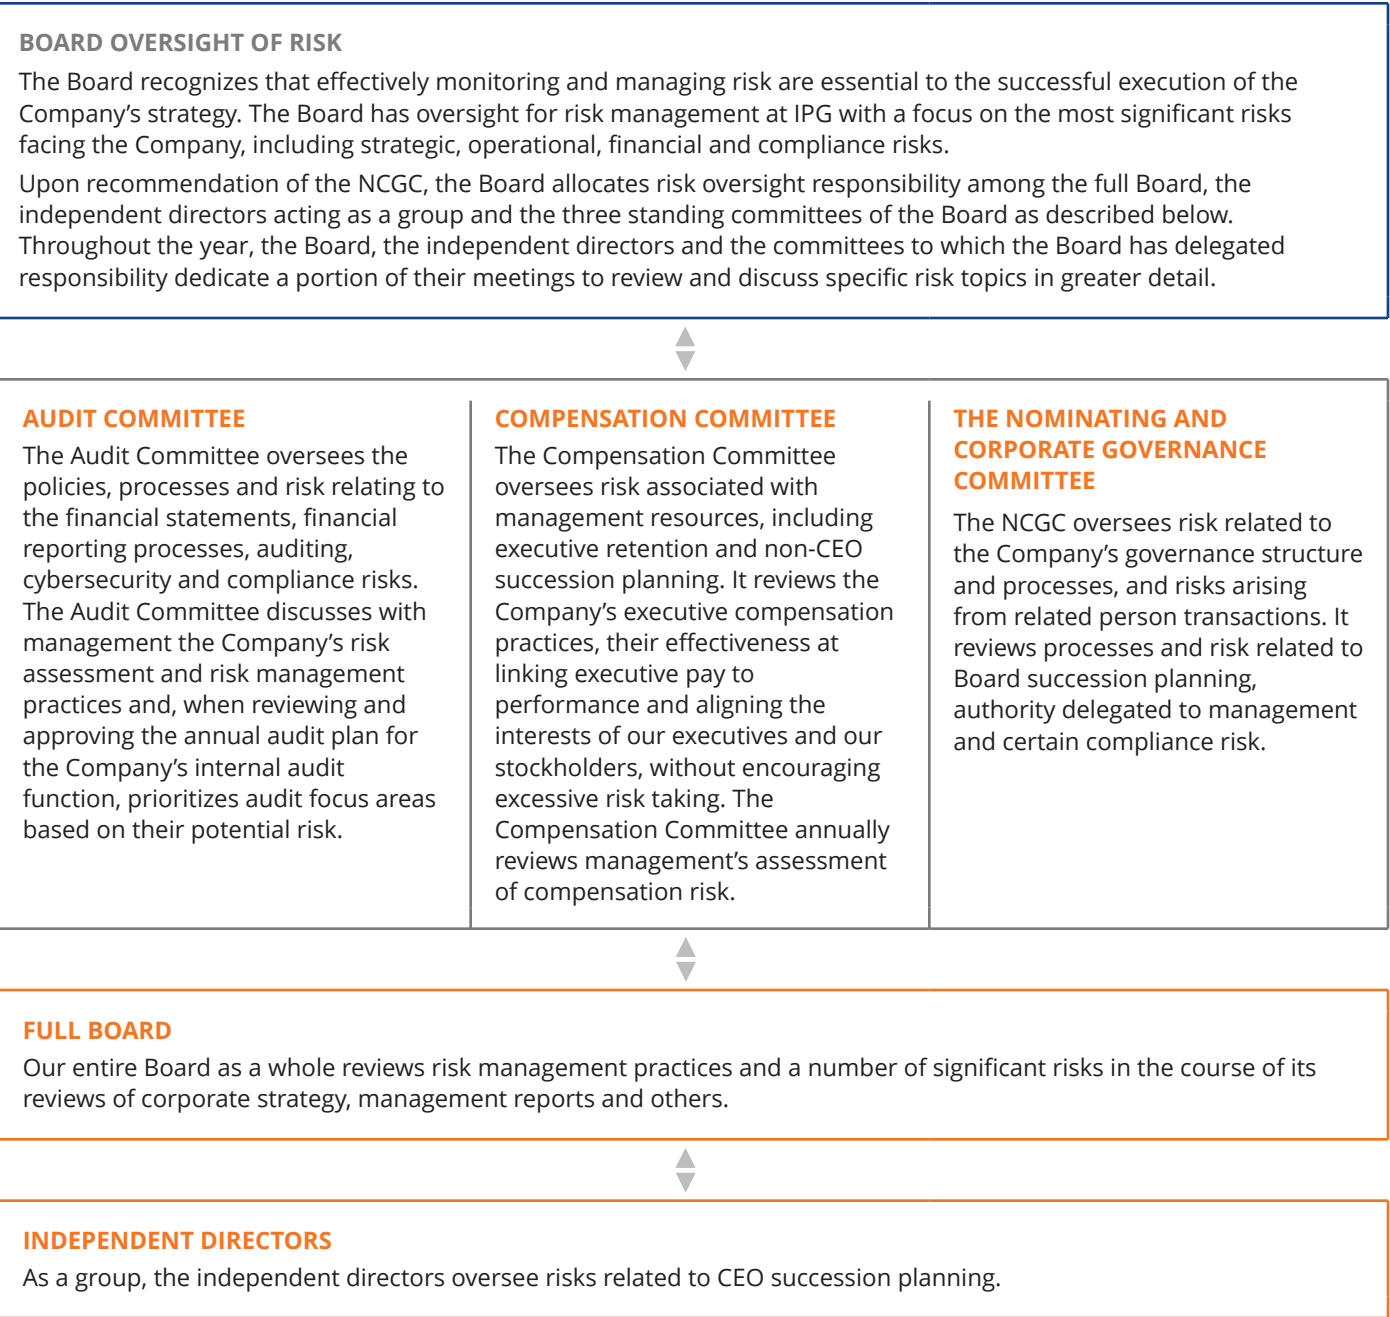 BOARD OVERSIGHT OF RISK
The Board recognizes that effectively monitoring and managing risk are essential to the successful execution of the
Company’s strategy. The Board has oversight for risk management at IPG with a focus on the most significant risks
facing the Company, including strategic, operational, financial and compliance risks.
Upon recommendation of the NCGC, the Board allocates risk oversight responsibility among the full Board, the
independent directors acting as a group and the three standing committees of the Board as described below.
Throughout the year, the Board, the independent directors and the committees to which the Board has delegated
responsibility dedicate a portion of their meetings to review and discuss specific risk topics in greater detail.
AUDIT COMMITTEE
The Audit Committee oversees the
policies, processes and risk relating to
the financial statements, financial
reporting processes, auditing,
cybersecurity and compliance risks.
The Audit Committee discusses with
management the Company’s risk
assessment and risk management
practices and, when reviewing and
approving the annual audit plan for
the Company’s internal audit
function, prioritizes audit focus areas
based on their potential risk.
COMPENSATION COMMITTEE
The Compensation Committee
oversees risk associated with
management resources, including
executive retention and non-CEO
succession planning. It reviews the
Company’s executive compensation
practices, their effectiveness at
linking executive pay to
performance and aligning the
interests of our executives and our
stockholders, without encouraging
excessive risk taking. The
Compensation Committee annually
reviews management’s assessment
of compensation risk.
THE NOMINATING AND
CORPORATE GOVERNANCE
COMMITTEE
The NCGC oversees risk related to
the Company’s governance structure
and processes, and risks arising
from related person transactions. It
reviews processes and risk related to
Board succession planning,
authority delegated to management
and certain compliance risk.
FULL BOARD
Our entire Board as a whole reviews risk management practices and a number of significant risks in the course of its
reviews of corporate strategy, management reports and others.
INDEPENDENT DIRECTORS
As a group, the independent directors oversee risks related to CEO succession planning.